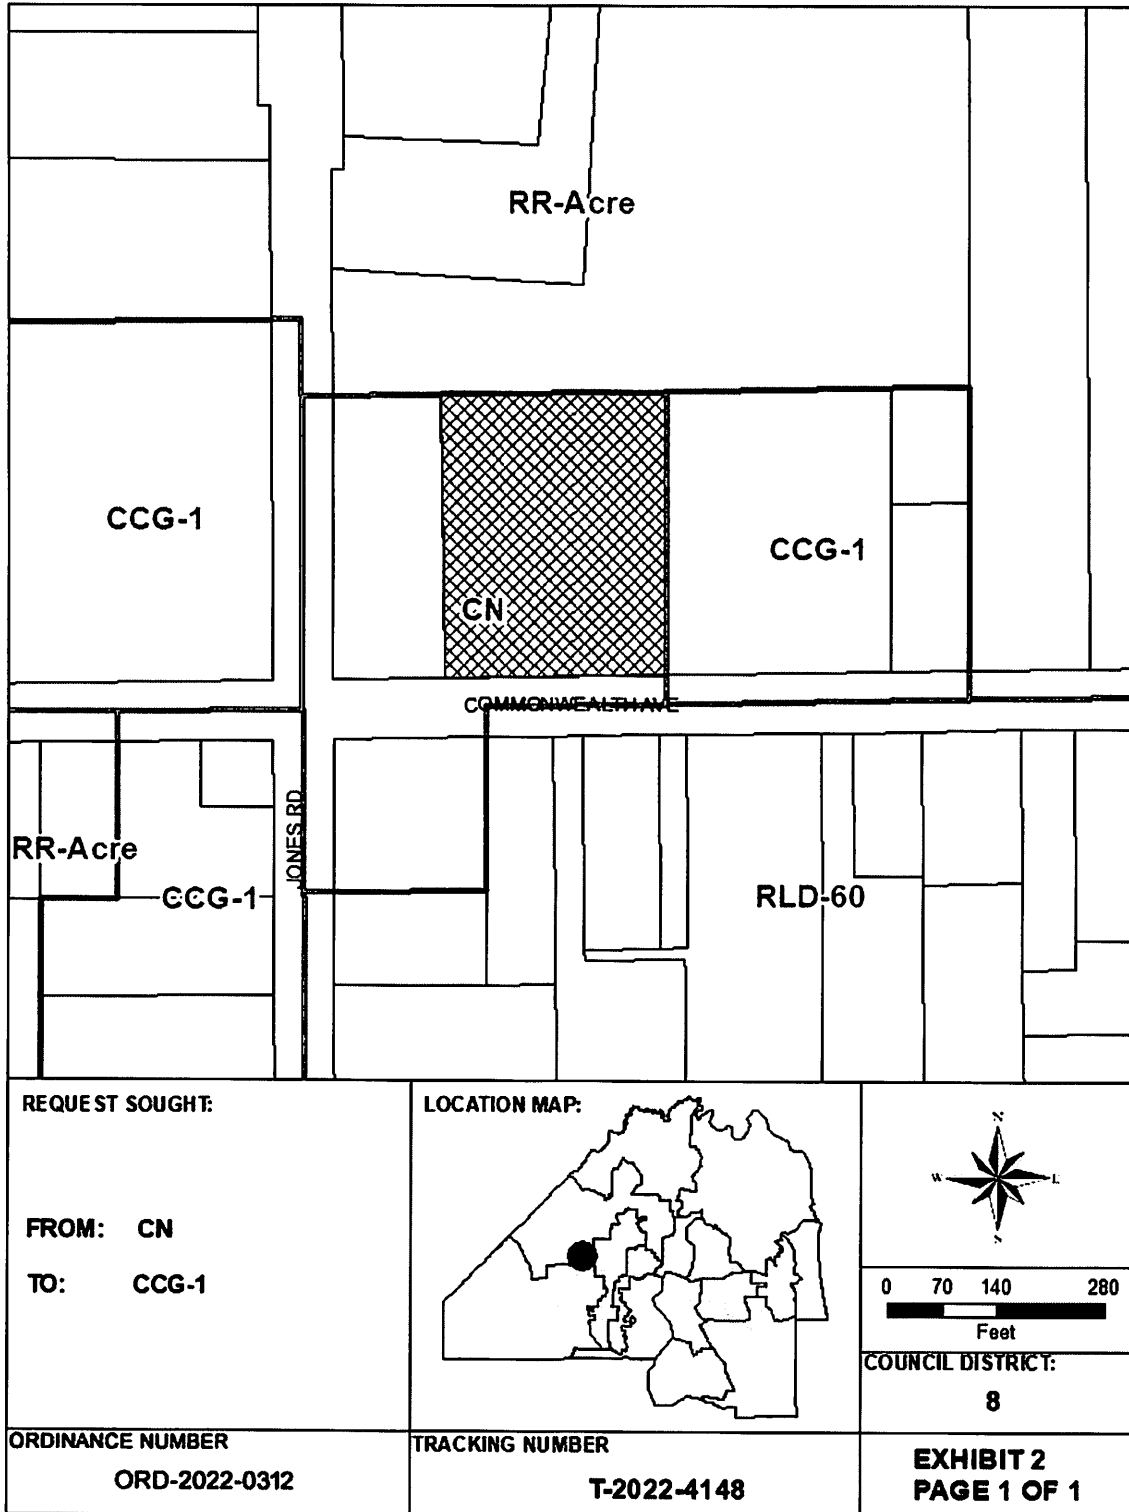 RR-Acre
CCG-1
CCG-1
CN
COMMONWEALTH AVE
JONES RD
RR-Acre
CCG-1
RLD-60
REQUEST SOUGHT:
FROM: CN
TO: CCG-1
LOCATION MAP:
N
W
E
S
0 70 140 280
Feet
COUNCIL DISTRICT:
8
ORDINANCE NUMBER
ORD-2022-0312
TRACKING NUMBER
T-2022-4148
EXHIBIT 2
PAGE 1 OF 1